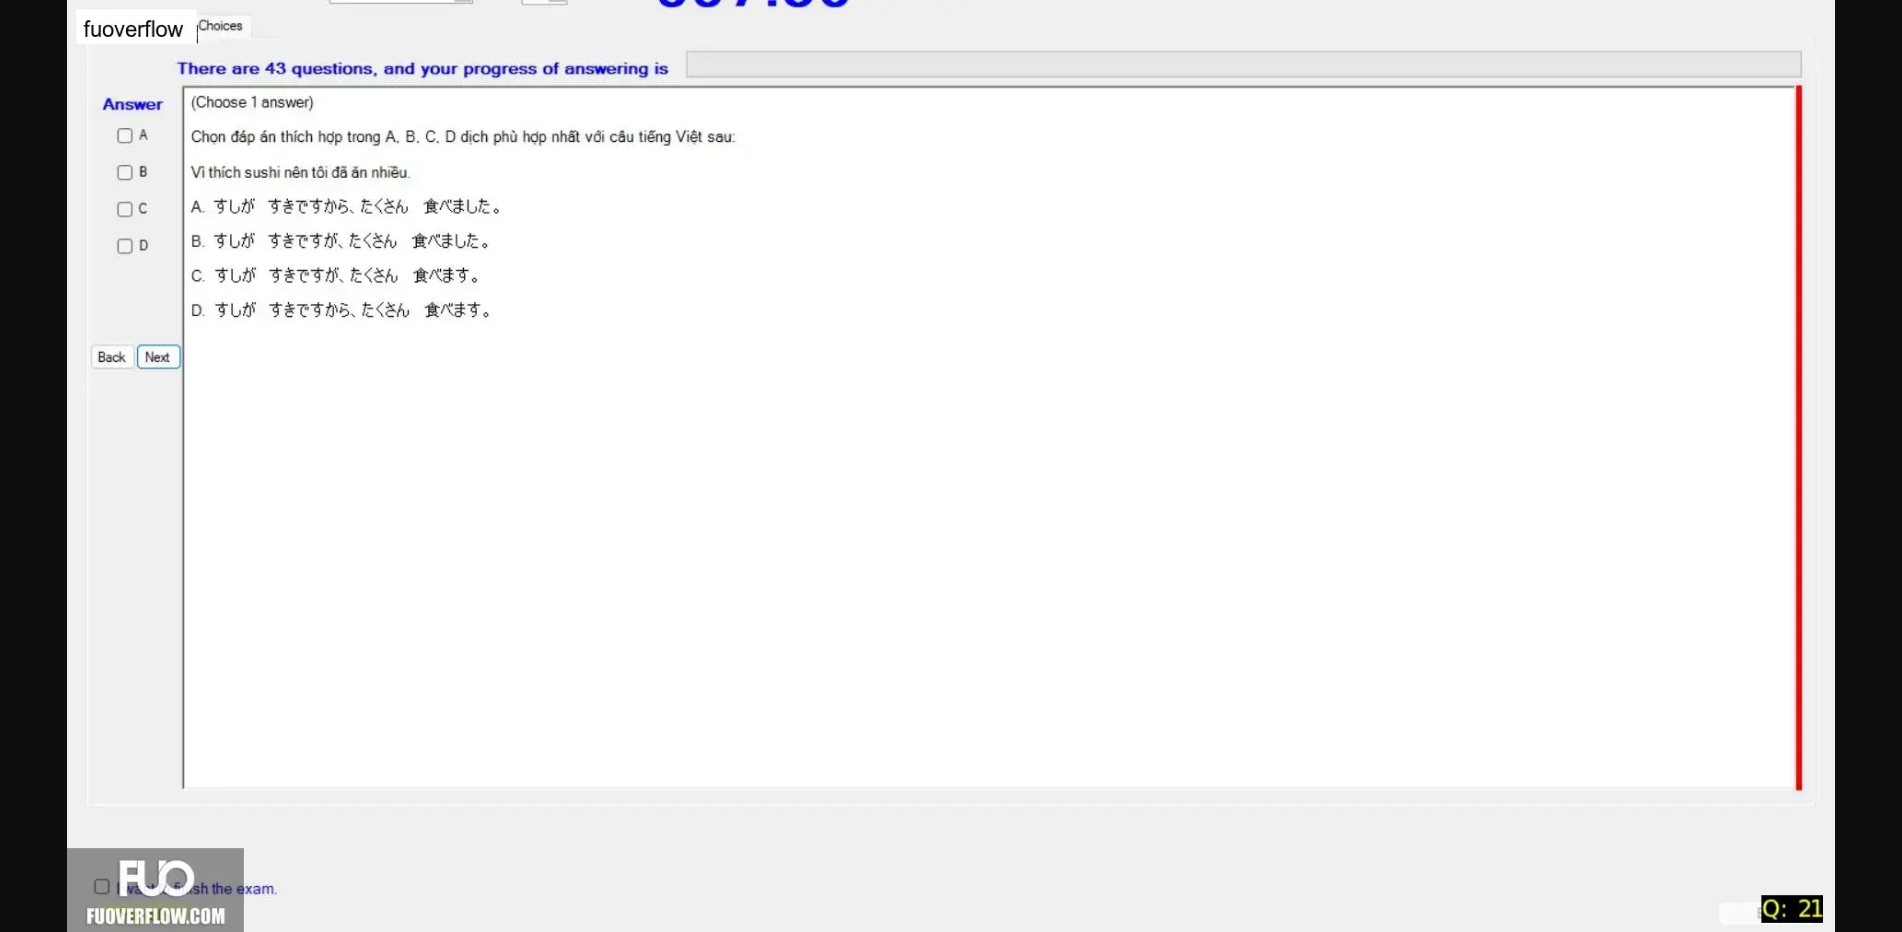 fuoverflow
Choices
There are 43 questions, and your progress of answering is
Answer
(Choose 1 answer)
A
Chọn đáp án thích hợp trong A, B, C, D dịch phù hợp nhất với câu tiếng Việt sau:
B
Vì thích sushi nên tôi đã ăn nhiều.
C
A. すしが すきですから、たくさん 食べました。
D
B. すしが すきですが、たくさん 食べました。
C. すしが すきですが、たくさん 食べます。
D. すしが すきですから、たくさん 食べます。
Back Next
FUO
the exam.
FUOVERFLOW.COM
Q: 21